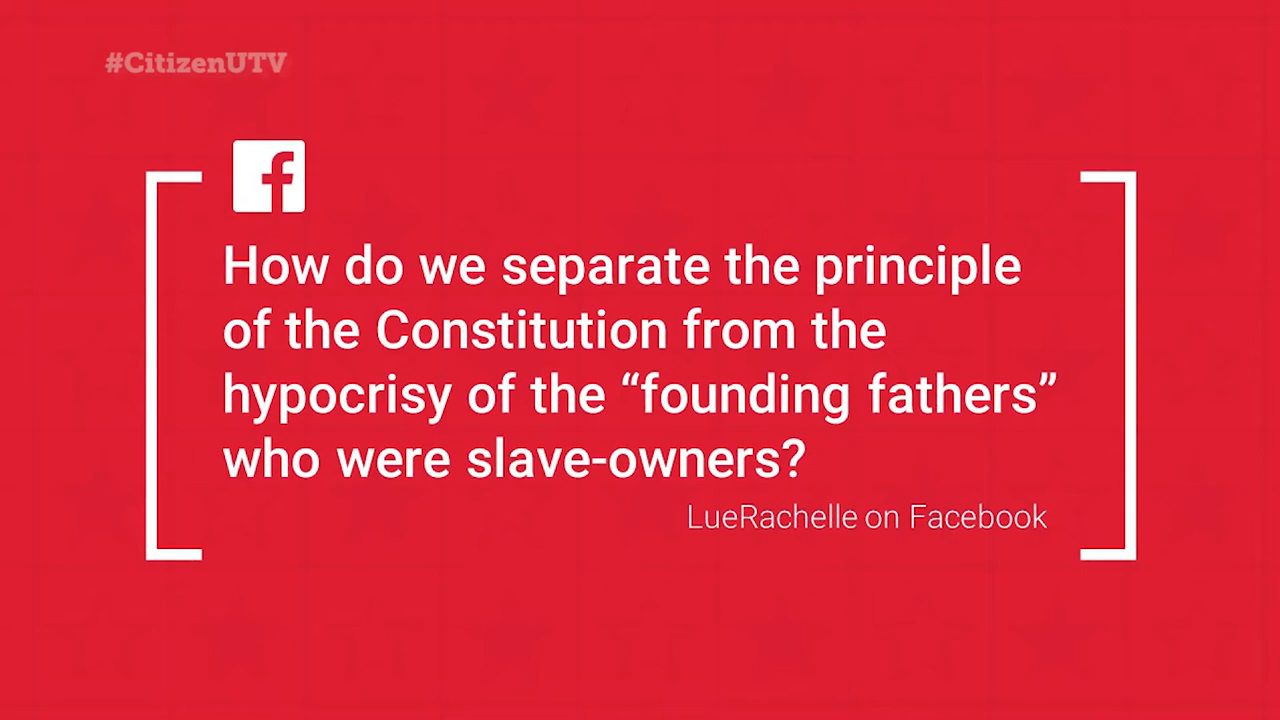 #CitizenUTV
How do we separate the principle
of the Constitution from the
hypocrisy of the “founding fathers”
who were slave-owners?
LueRachelle on Facebook